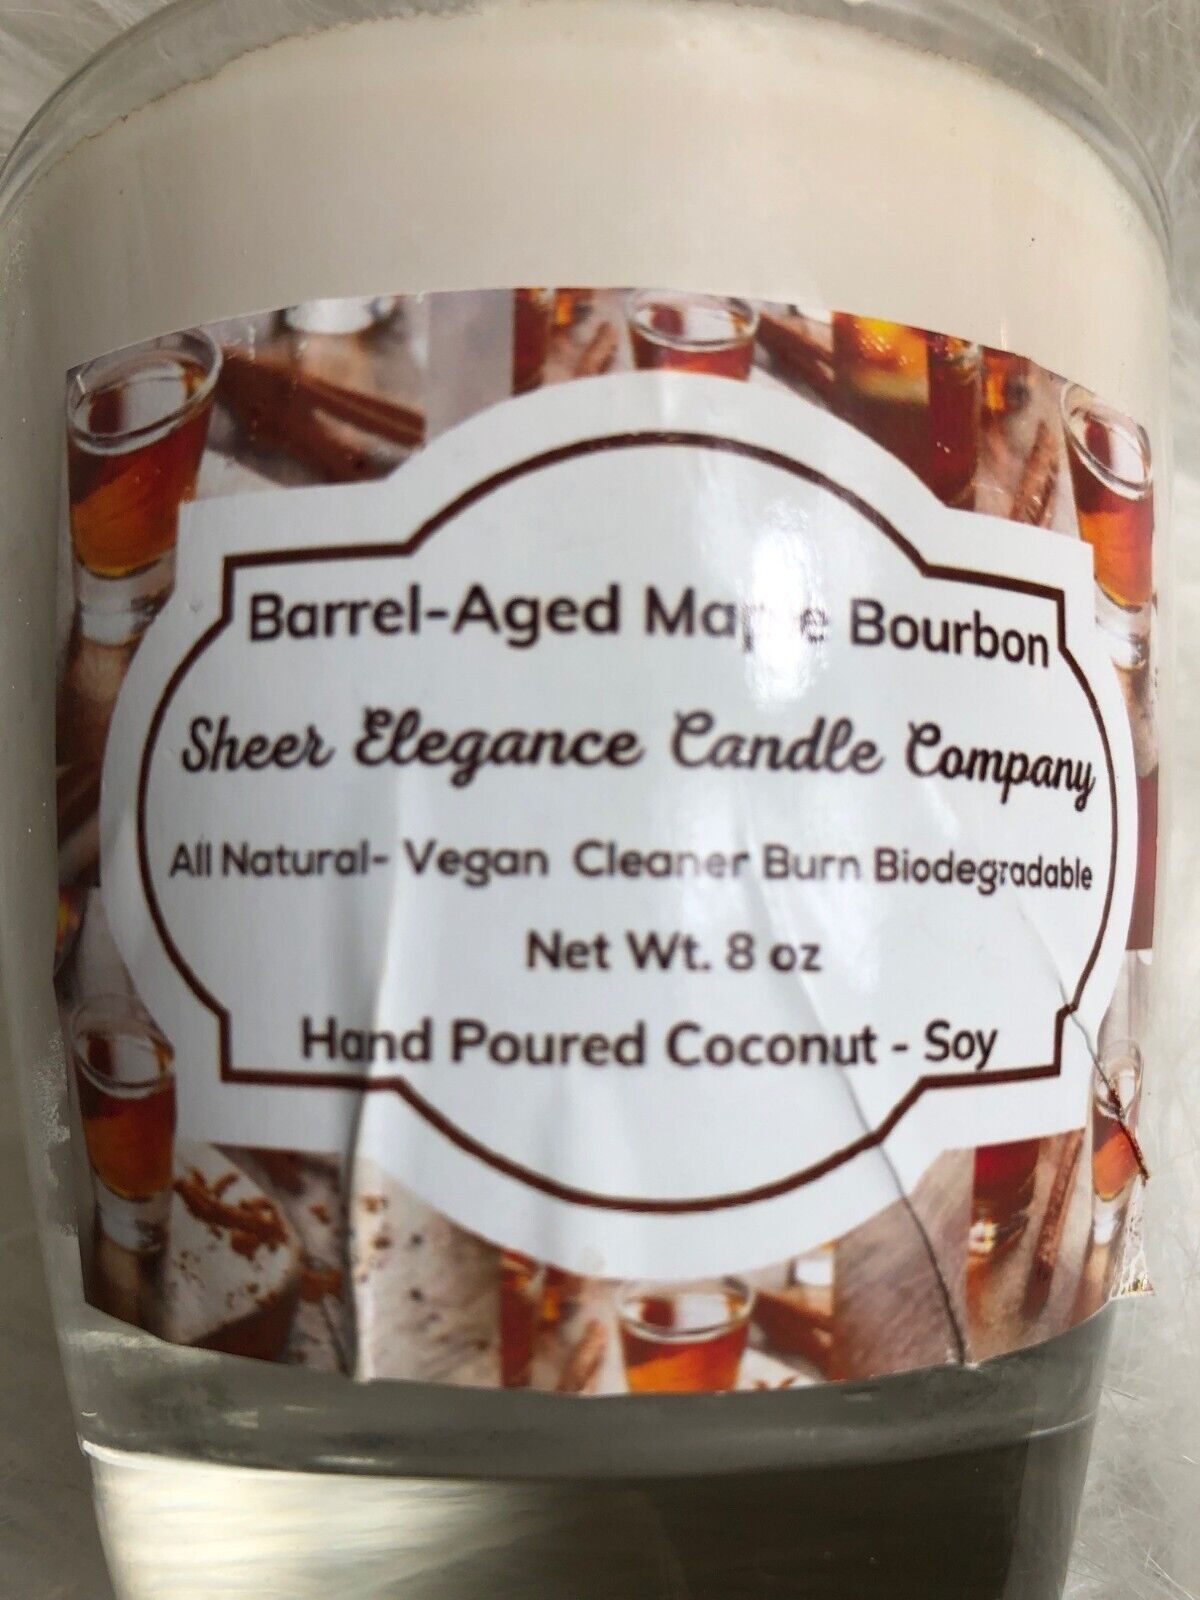 Barrel-Aged Maple Bourbon
Sheer Elegance Candle Company
All Natural- Vegan Cleaner Burn Biodegradable
Net Wt. 8 oz
Hand Poured Coconut - Soy